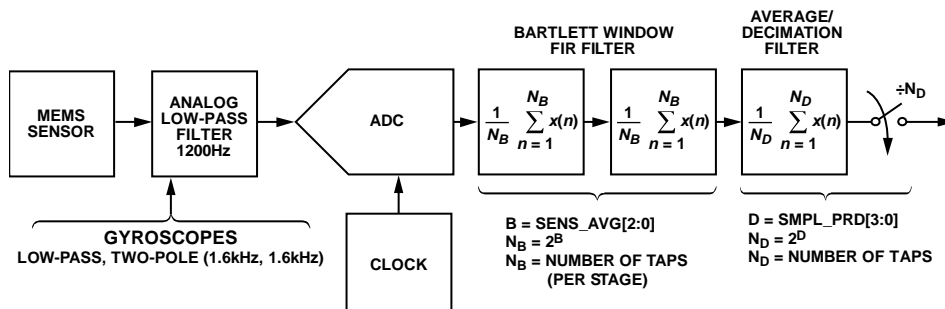 BARTLETT WINDOW
FIR FILTER
AVERAGE/
DECIMATION
FILTER
MEMS
SENSOR
ANALOG
LOW-PASS
FILTER
1200Hz
ADC
1/N_B N_B ∑ n = 1 x(n)
1/N_B N_B ∑ n = 1 x(n)
1/N_D N_D ∑ n = 1 x(n)
÷N_D
GYROSCOPES
LOW-PASS, TWO-POLE (1.6kHz, 1.6kHz)
CLOCK
B = SENS_AVG[2:0]
N_B = 2^B
N_B = NUMBER OF TAPS
(PER STAGE)
D = SMPL_PRD[3:0]
N_D = 2^D
N_D = NUMBER OF TAPS